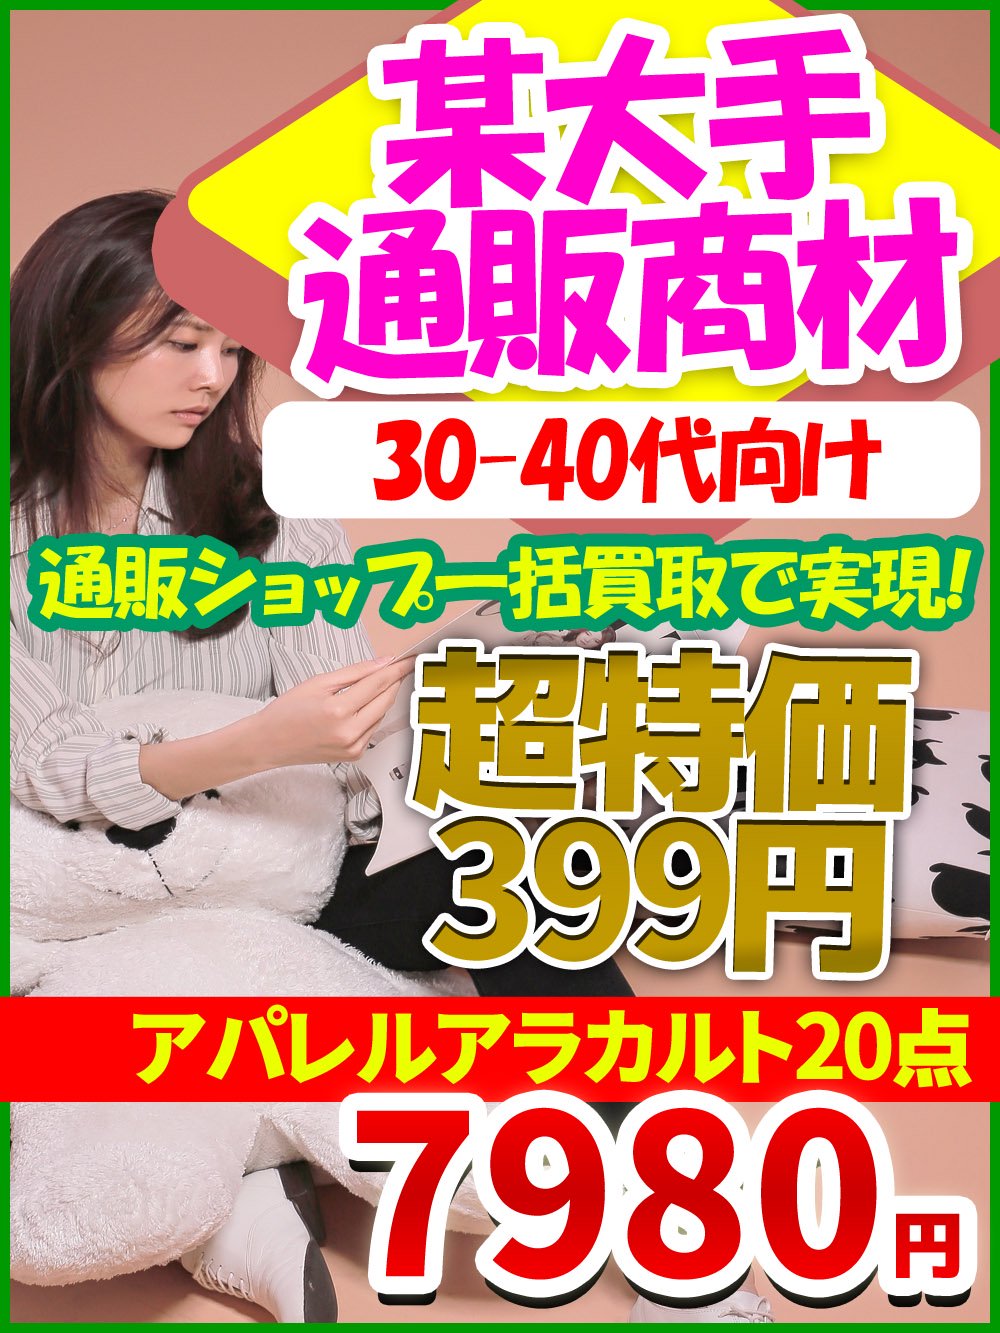 某大手
通販商材
30-40代向け
通販ショップ一括買取で実現!
超特価
399円
アパレルアラカルト20点
7980円